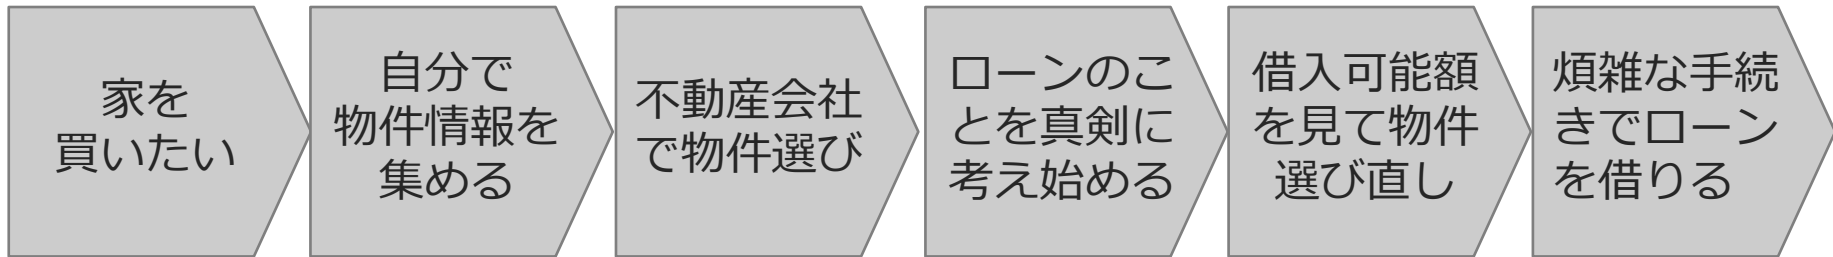 家を
買いたい
自分で
物件情報を
集める
不動産会社
で物件選び
ローンのこ
とを真剣に
考え始める
借入可能額
を見て物件
選び直し
煩雑な手続
きでローン
を借りる